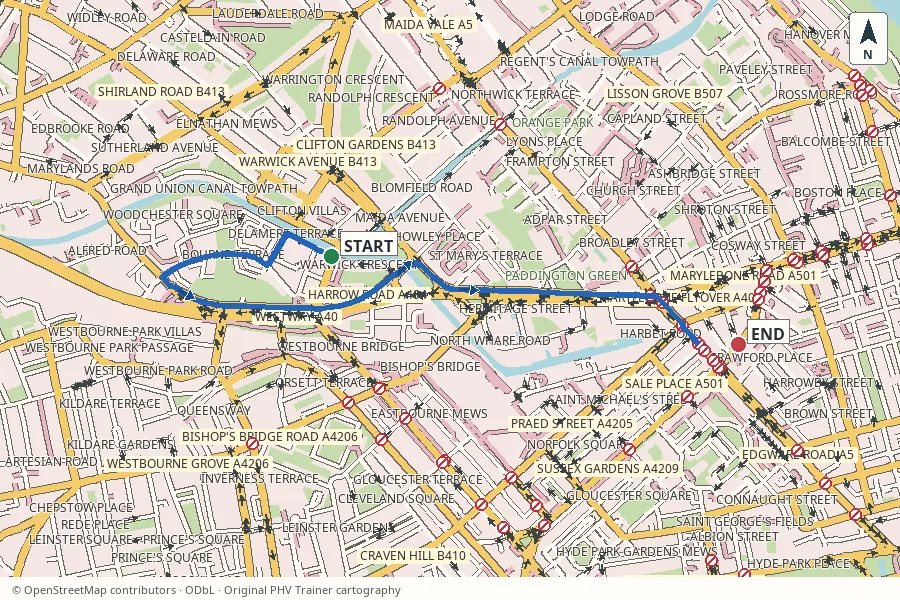 WIDLEY ROAD
LAUDERDALE ROAD
MAIDA VALE A5
LODGE ROAD
HANOVER
N
CASTELLAIN ROAD
DELAWARE ROAD
REGENT'S CANAL TOWPATH
PAVELEY STREET
SHIRLAND ROAD B413
WARRINGTON CRESCENT
RANDOLPH CRESCENT
NORTHWICK TERRACE
LISSON GROVE B507
ROSSMORE
EDBROOKE ROAD
ELNATHAN MEWS
RANDOLPH AVENUE
ORANGE PARK
CAPLAND STREET
SUTHERLAND AVENUE
CLIFTON GARDENS B413
LYONS PLACE
BALCOMBE STREET
MARYLANDS ROAD
WARWICK AVENUE B413
FRAMPTON STREET
ASHBRIDGE STREET
GRAND UNION CANAL TOWPATH
BLOMFIELD ROAD
CHURCH STREET
BOSTON PLACE
WOODCHESTER SQUARE
CLIFTON VILLAS
MAIDA AVENUE
ADPAR STREET
SHROTON STREET
DELAMERE TERRACE
START
HOWLEY PLACE
BROADLEY STREET
COSWAY STREET
ALFRED ROAD
BOURNE TERRACE
WARWICK CRESCENT
ST MARY'S TERRACE
PADDINGTON GREEN
MARYLEBONE ROAD A501
HARROW ROAD A404
MARYLEBONE FLYOVER A40
WESTWAY A40
HERMITAGE STREET
WESTBOURNE PARK VILLAS
HARBET ROAD
END
WESTBOURNE PARK PASSAGE
WESTBOURNE BRIDGE
NORTH WHARF ROAD
CRAWFORD PLACE
WESTBOURNE PARK ROAD
BISHOP'S BRIDGE
ORSETT TERRACE
SALE PLACE A501
HARROWBY STREET
KILDARE TERRACE
QUEENSWAY
EASTBOURNE MEWS
SAINT MICHAEL'S STREET
BROWN STREET
PRAED STREET A4205
KILDARE GARDENS
BISHOP'S BRIDGE ROAD A4206
NORFOLK SQUARE
EDGWARE ROAD A5
ARTESIAN ROAD
WESTBOURNE GROVE A4206
INVERNESS TERRACE
GLOUCESTER TERRACE
SUSSEX GARDENS A4209
CLEVELAND SQUARE
GLOUCESTER SQUARE
CONNAUGHT STREET
CHEPSTOW PLACE
REDE PLACE
LEINSTER GARDENS
SAINT GEORGE'S FIELDS
LEINSTER SQUARE
PRINCE'S SQUARE
ALBION STREET
PRINCE'S SQUARE
CRAVEN HILL B410
HYDE PARK GARDENS MEWS
HYDE PARK PLACE
© OpenStreetMap contributors · ODbL · Original PHV Trainer cartography